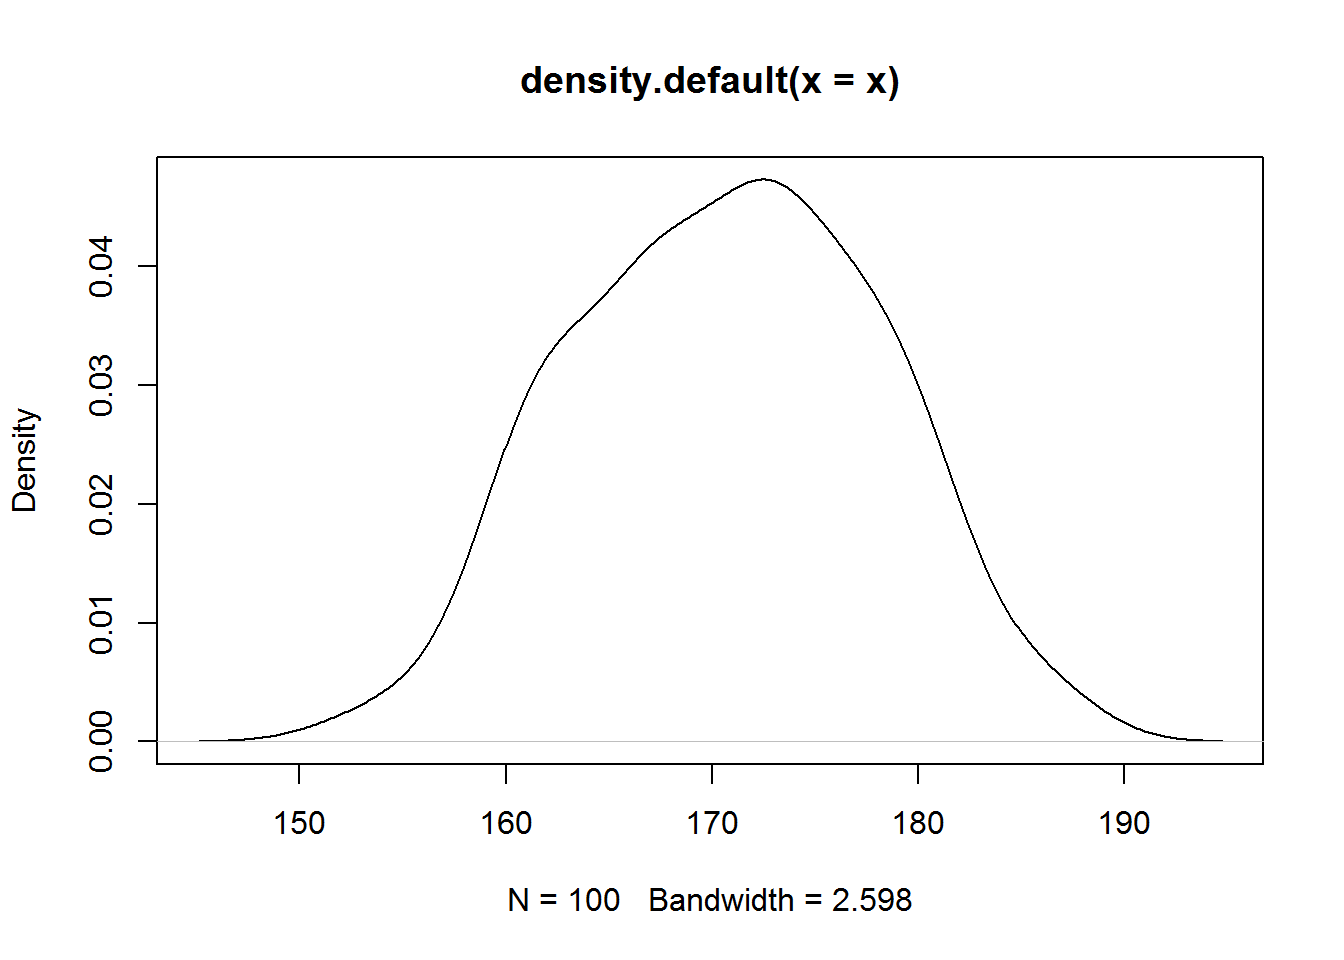 density.default(x = x)
Density
0.00
0.01
0.02
0.03
0.04
150 160 170 180 190
N = 100 Bandwidth = 2.598